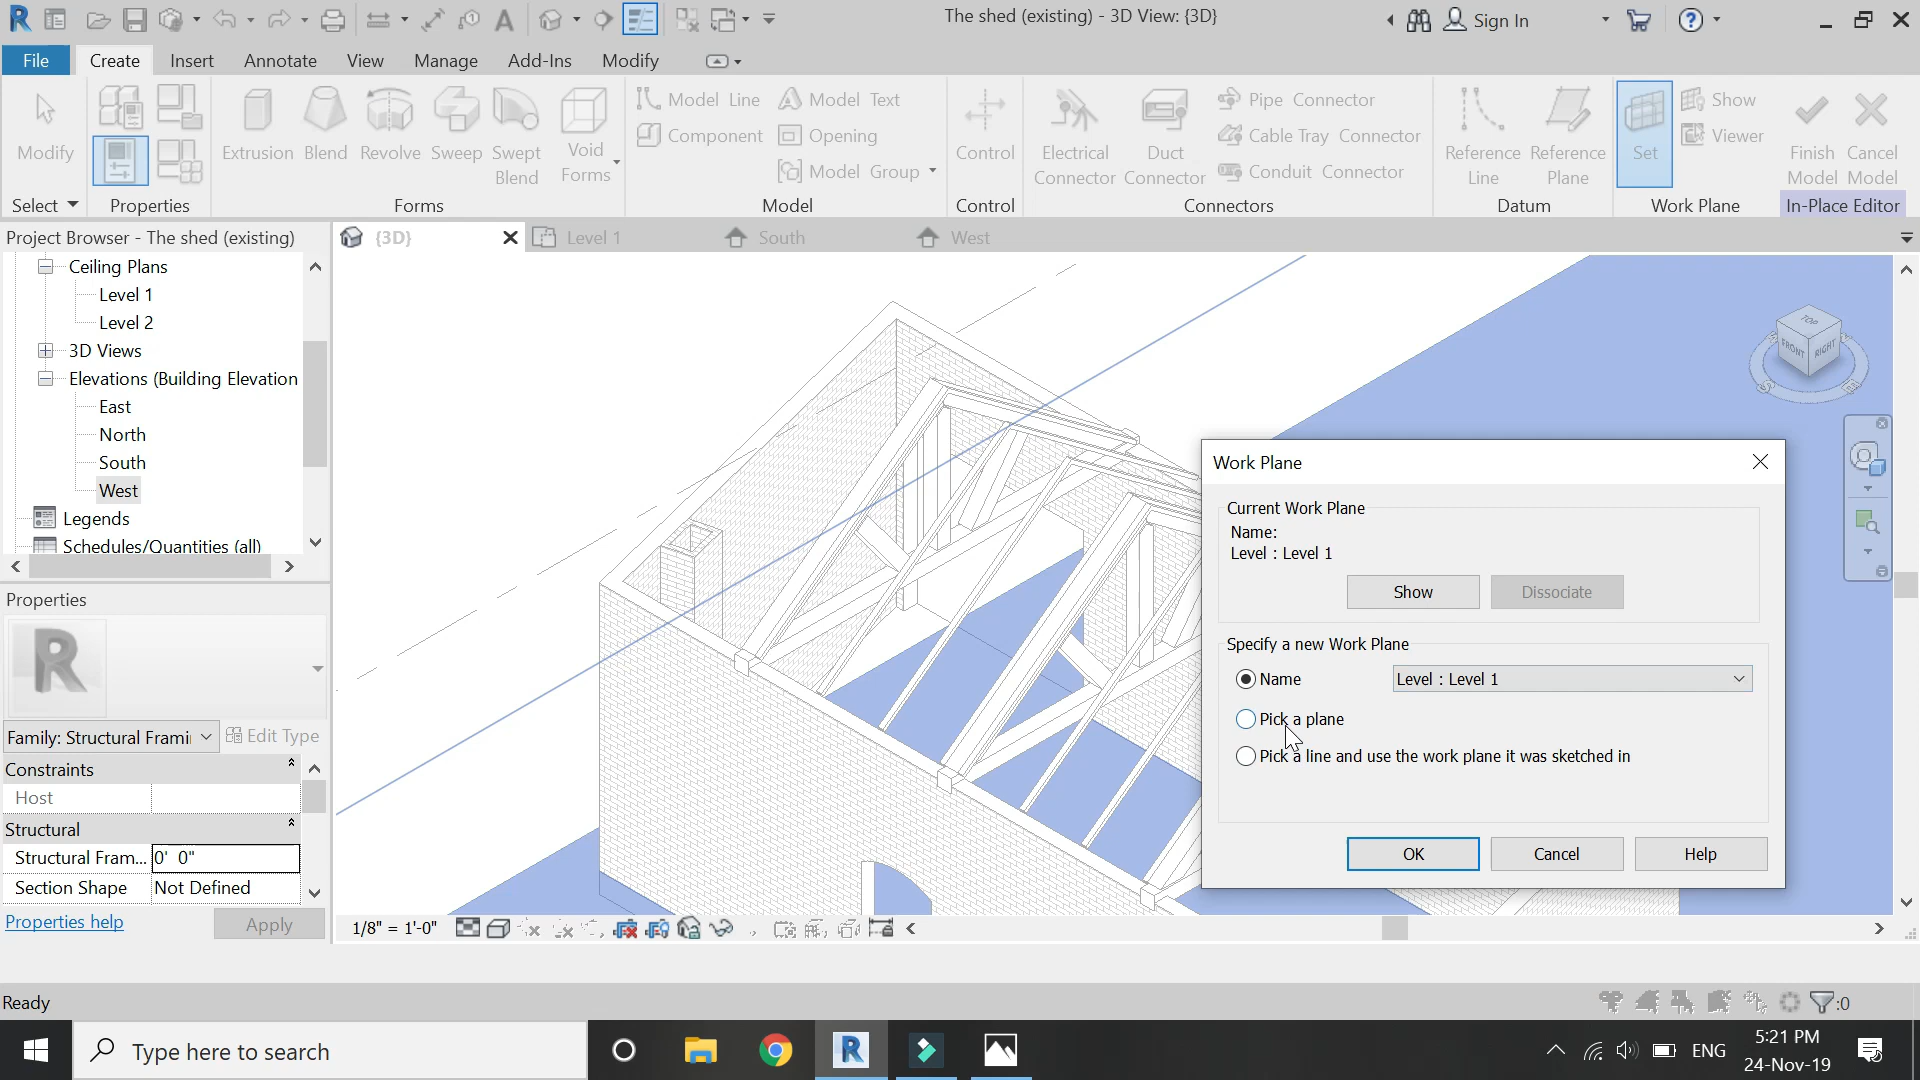 The shed (existing) - 3D View: {3D}
Sign In
File Create Insert Annotate View Manage Add-Ins Modify
Modify
Extrusion Blend Revolve Sweep Swept Blend
Void Forms
Model Line
Model Text
Component
Opening
Model Group
Control
Electrical Connector
Duct Connector
Pipe Connector
Cable Tray Connector
Conduit Connector
Reference Line
Reference Plane
Set
Show
Viewer
Finish Model
Cancel Model
Select Properties Forms Model Control Connectors Datum Work Plane In-Place Editor
Project Browser - The shed (existing)
{3D}
Level 1
South
West
Ceiling Plans
Level 1
Level 2
3D Views
Elevations (Building Elevation
East
North
South
West
Legends
Schedules/Quantities (all)
TOP
FRONT
RIGHT
S
E
Properties
R
Family: Structural Frami
Edit Type
Constraints
Host
Structural
Structural Fram... 0' 0"
Section Shape Not Defined
Properties help
Apply
Work Plane
Current Work Plane
Name:
Level : Level 1
Show
Dissociate
Specify a new Work Plane
Name
Level : Level 1
Pick a plane
Pick a line and use the work plane it was sketched in
OK
Cancel
Help
1/8" = 1'-0"
Ready
:0
Type here to search
ENG
5:21 PM
24-Nov-19